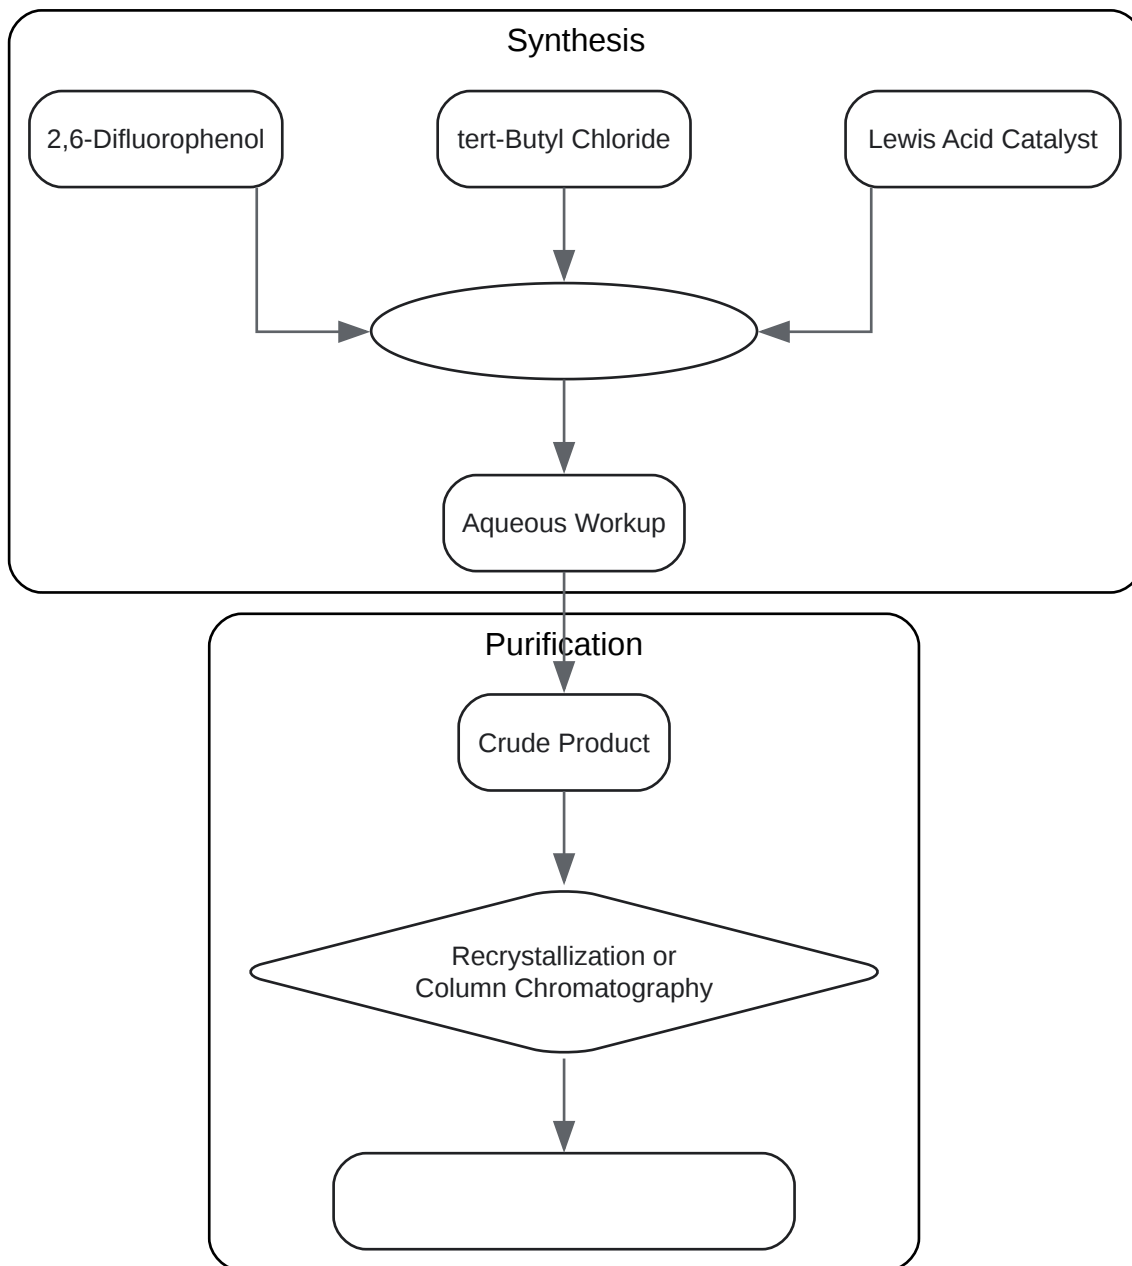 Synthesis
2,6-Difluorophenol
tert-Butyl Chloride
Lewis Acid Catalyst
Aqueous Workup
Purification
Crude Product
Recrystallization or
Column Chromatography